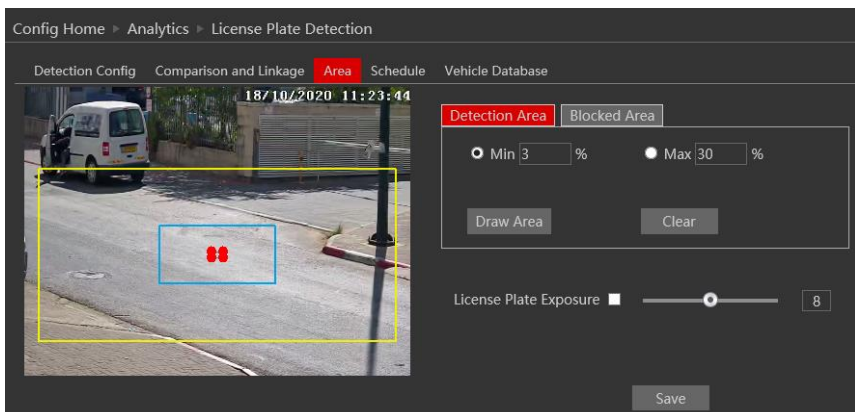 Config Home ▶ Analytics ▶ License Plate Detection
Detection Config Comparison and Linkage Area Schedule Vehicle Database
18/10/2020 11:23:44
Detection Area Blocked Area
Min 3 % Max 30 %
Draw Area Clear
License Plate Exposure 8
Save